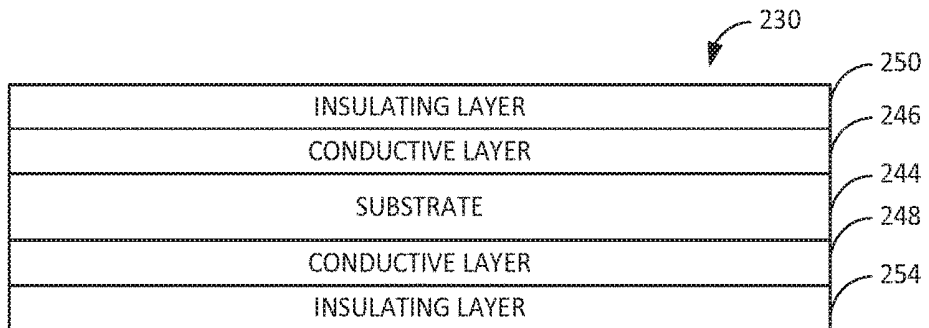 230
250
INSULATING LAYER
246
CONDUCTIVE LAYER
244
SUBSTRATE
248
CONDUCTIVE LAYER
254
INSULATING LAYER